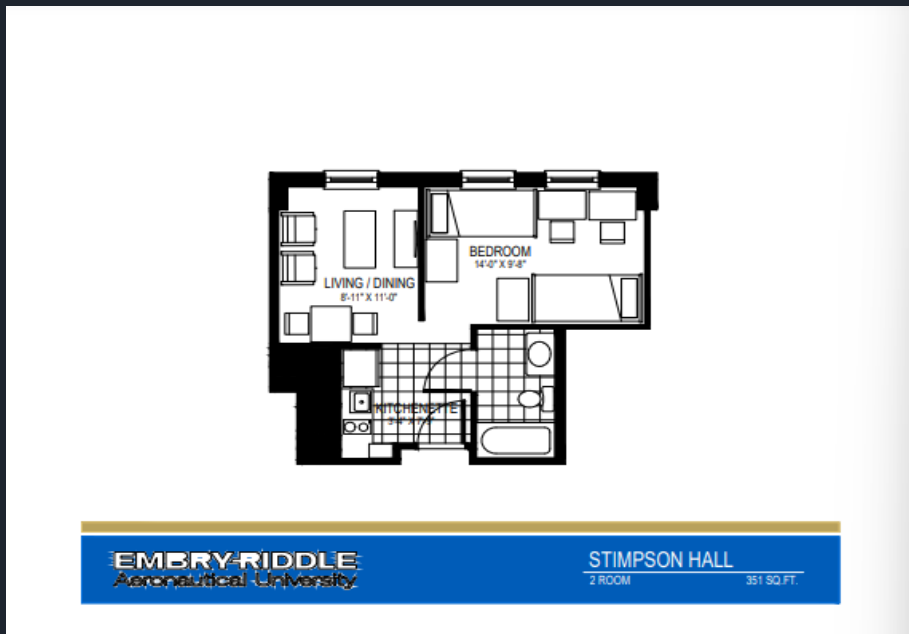 BEDROOM
14'-0" X 9'-8"
LIVING / DINING
8'-11" X 11'-0"
KITCHENETTE
EMBRY-RIDDLE
Aeronautical University
STIMPSON HALL
2 ROOM
351 SQ.FT.